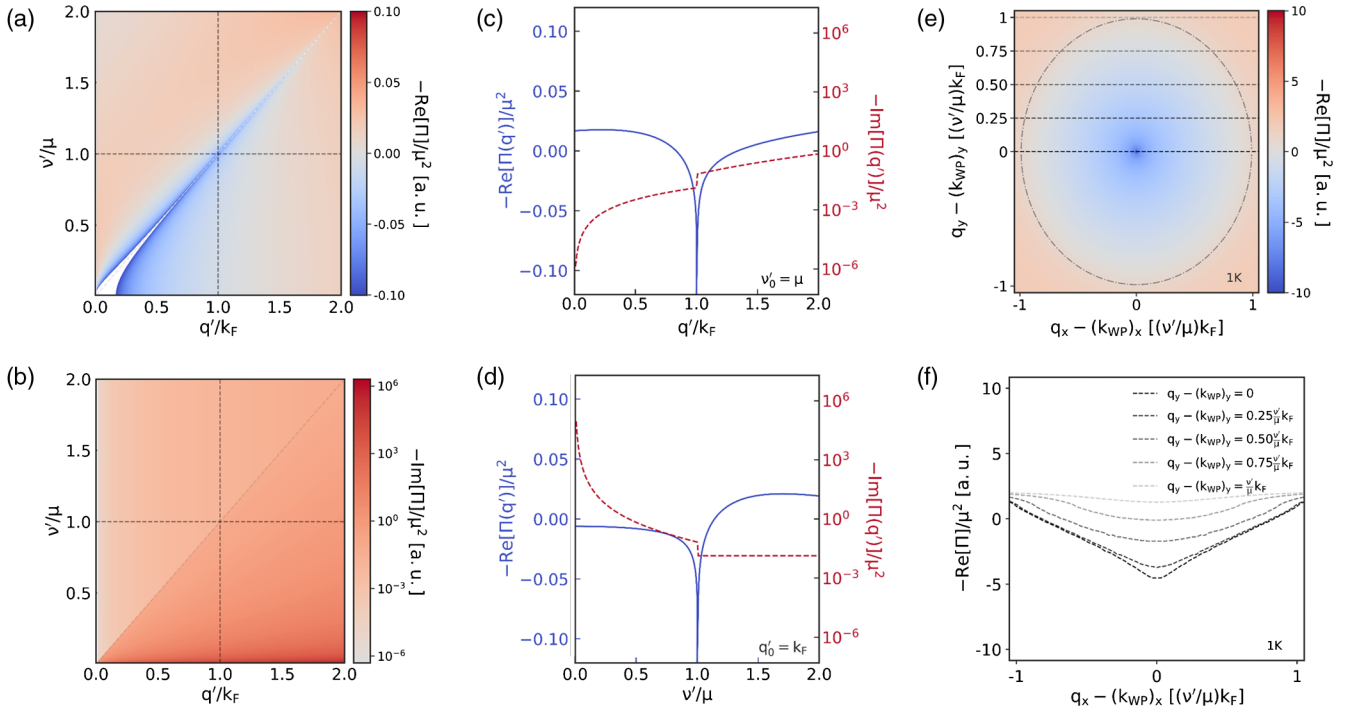 (a)
2.0
1.5
1.0
0.5
ν′/μ
0.0
0.5
1.0
1.5
2.0
q′/k_F
0.10
0.05
0.00
-0.05
-0.10
−Re[Π]/μ² [a. u. ]
(c)
0.10
0.05
0.00
−0.05
−0.10
−Re[Π(q′)]/μ²
10⁶
10³
10⁰
10⁻³
10⁻⁶
−Im[Π(q′)]/μ²
ν′₀ = μ
0.0
0.5
1.0
1.5
2.0
q′/k_F
(e)
1
0.75
0.50
0.25
0
-1
q_y − (k_WP)_y [(ν′/μ)k_F]
1K
-1
0
1
q_x − (k_WP)_x [(ν′/μ)k_F]
10
5
0
-5
-10
−Re[Π]/μ² [a. u. ]
(b)
2.0
1.5
1.0
0.5
ν′/μ
0.0
0.5
1.0
1.5
2.0
q′/k_F
10⁶
10³
10⁰
10⁻³
10⁻⁶
−Im[Π]/μ² [a. u. ]
(d)
0.10
0.05
0.00
−0.05
−0.10
−Re[Π(q′)]/μ²
10⁶
10³
10⁰
10⁻³
10⁻⁶
−Im[Π(q′)]/μ²
q′₀ = k_F
0.0
0.5
1.0
1.5
2.0
ν′/μ
(f)
10
5
0
-5
-10
−Re[Π]/μ² [a. u. ]
q_y − (k_WP)_y = 0
q_y − (k_WP)_y = 0.25 ν′/μ k_F
q_y − (k_WP)_y = 0.50 ν′/μ k_F
q_y − (k_WP)_y = 0.75 ν′/μ k_F
q_y − (k_WP)_y = ν′/μ k_F
1K
-1
0
1
q_x − (k_WP)_x [(ν′/μ)k_F]